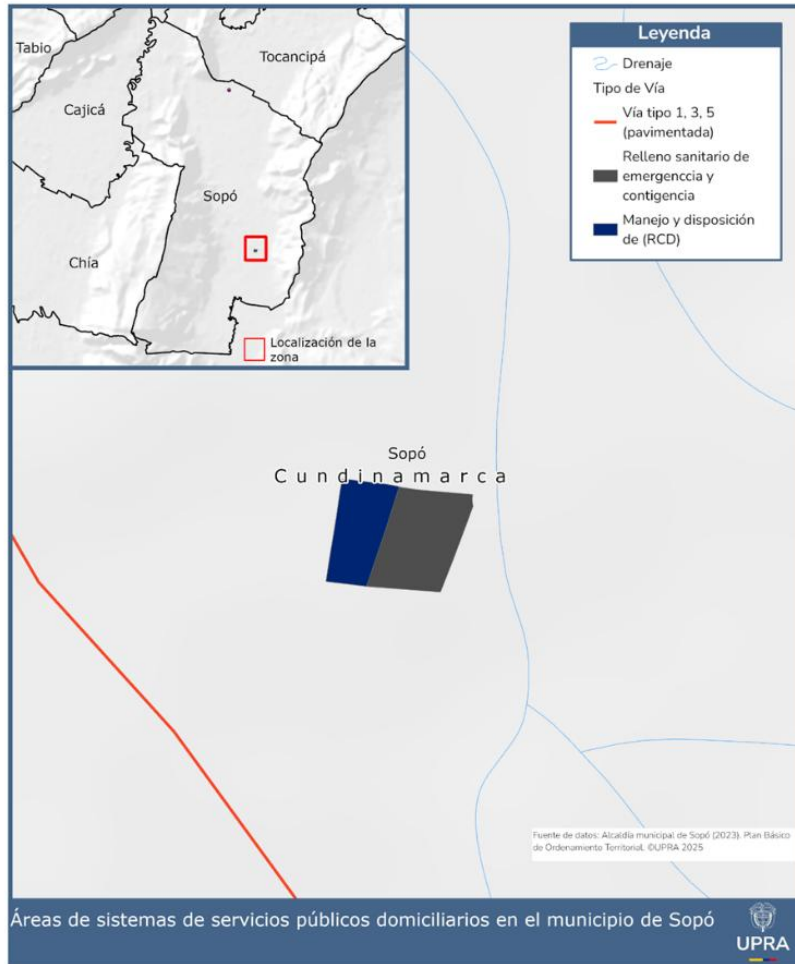 Tabio
Tocancipá
Cajicá
Sopó
Chía
Localización de la
zona
Leyenda
Drenaje
Tipo de Vía
Vía tipo 1, 3, 5
(pavimentada)
Relleno sanitario de
emergenccia y
contigencia
Manejo y disposición
de (RCD)
Sopó
Cundinamarca
Fuente de datos: Alcaldía municipal de Sopó (2023). Plan Básico
de Ordenamiento Territorial. ©UPRA 2025
Áreas de sistemas de servicios públicos domiciliarios en el municipio de Sopó
UPRA